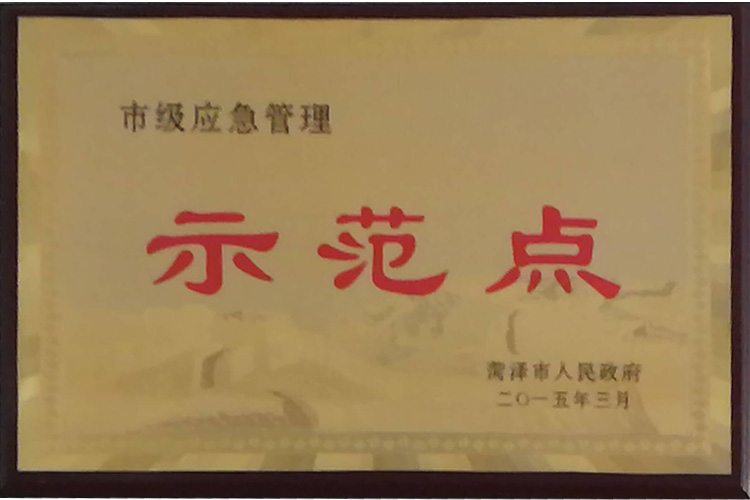 市级应急管理
示范点
菏泽市人民政府
二〇一五年三月